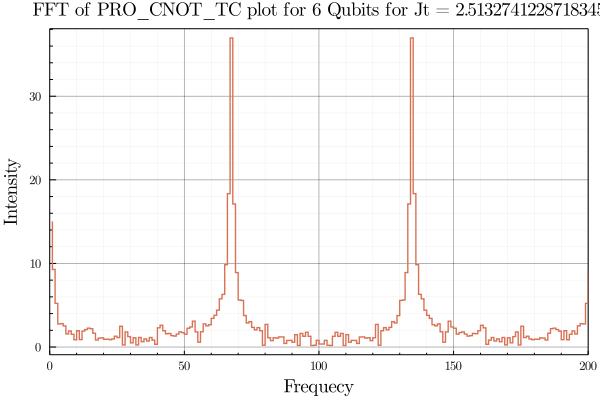 FFT of PRO_CNOT_TC plot for 6 Qubits for Jt = 2.5132741228718345
Intensity
30
20
10
0
0 50 100 150 200
Frequecy